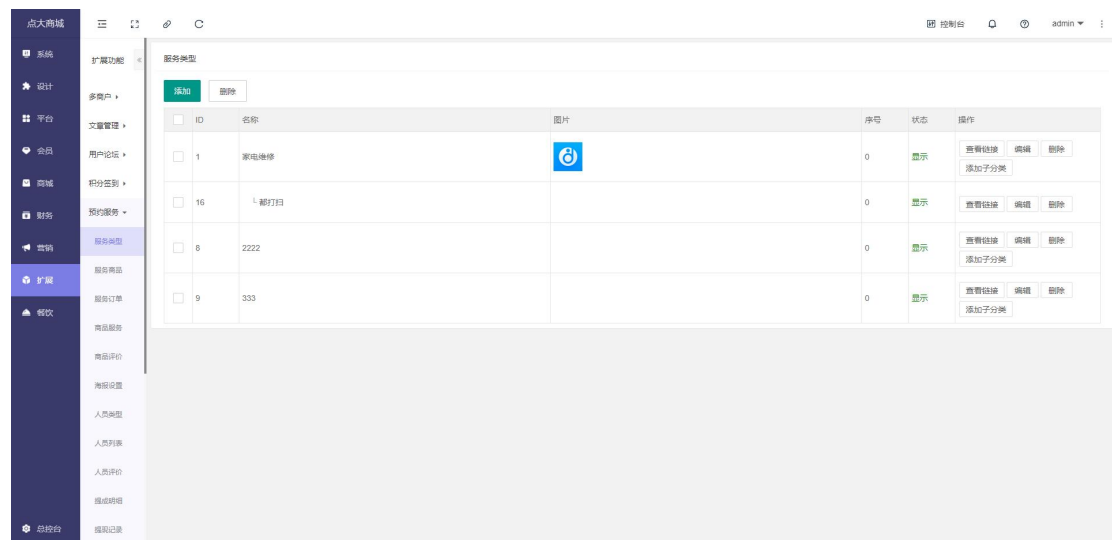 点大商城
控制台
admin
系统
设计
平台
会员
商城
财务
营销
扩展
餐饮
总控台
扩展功能
多商户
文章管理
用户论坛
积分签到
预约服务
服务类型
服务商品
服务订单
商品服务
商品评价
海报设置
人员类型
人员列表
人员评价
提成明细
提现记录
服务类型
添加 删除
ID 名称 图片 序号 状态 操作
1 家电维修 0 显示 查看链接 编辑 删除
添加子分类
16 └ 都打扫 0 显示 查看链接 编辑 删除
8 2222 0 显示 查看链接 编辑 删除
添加子分类
9 333 0 显示 查看链接 编辑 删除
添加子分类